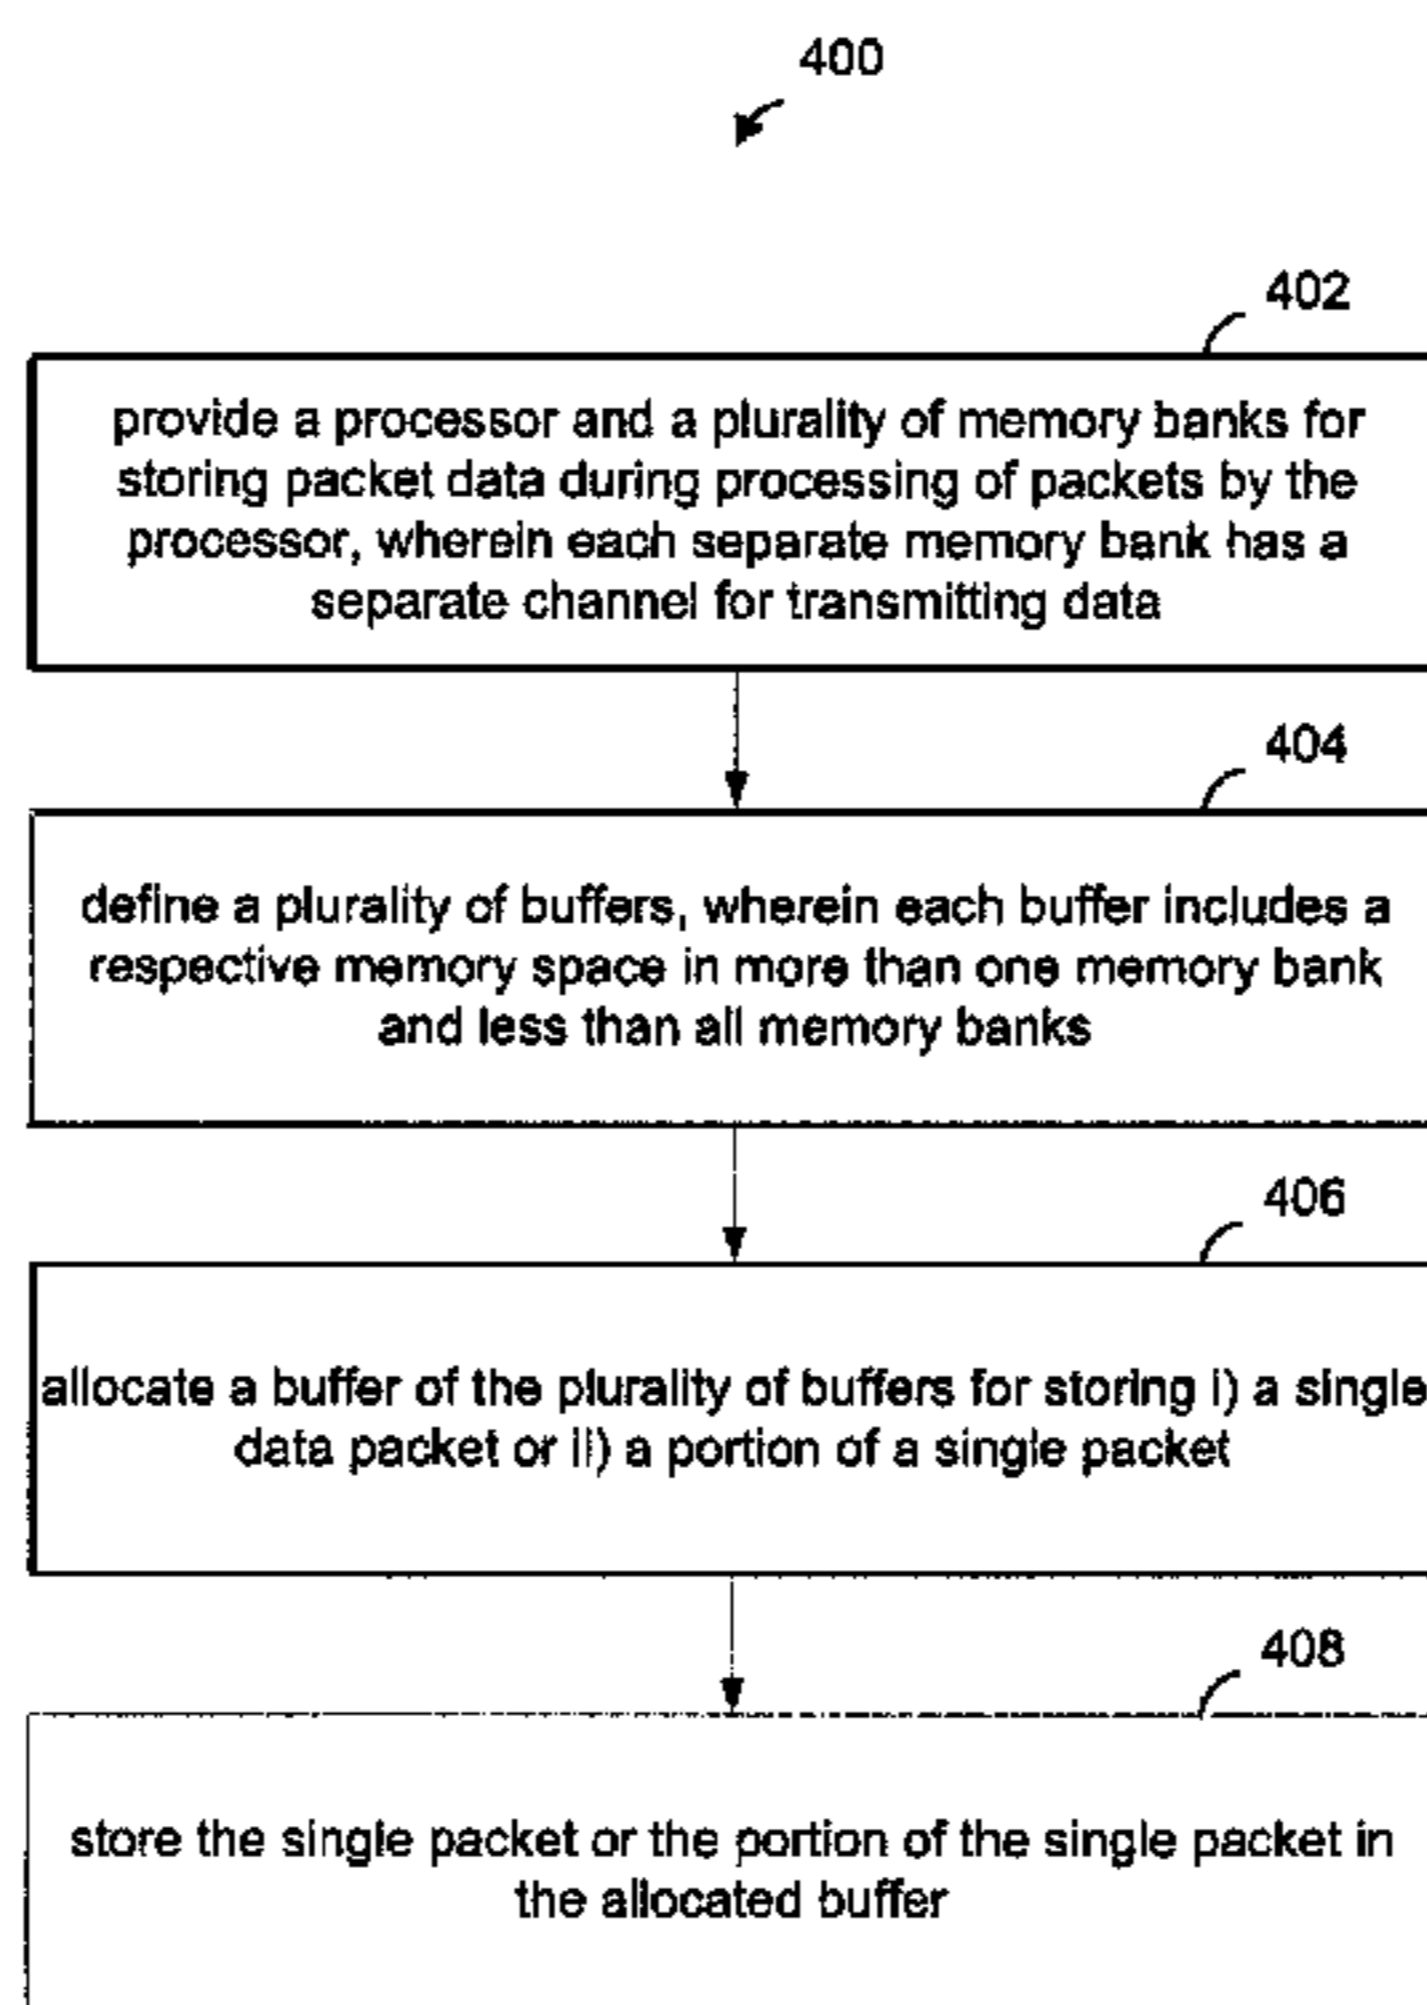 400
402
provide a processor and a plurality of memory banks for
storing packet data during processing of packets by the
processor, wherein each separate memory bank has a
separate channel for transmitting data
404
define a plurality of buffers, wherein each buffer includes a
respective memory space in more than one memory bank
and less than all memory banks
406
allocate a buffer of the plurality of buffers for storing i) a single
data packet or ii) a portion of a single packet
408
store the single packet or the portion of the single packet in
the allocated buffer